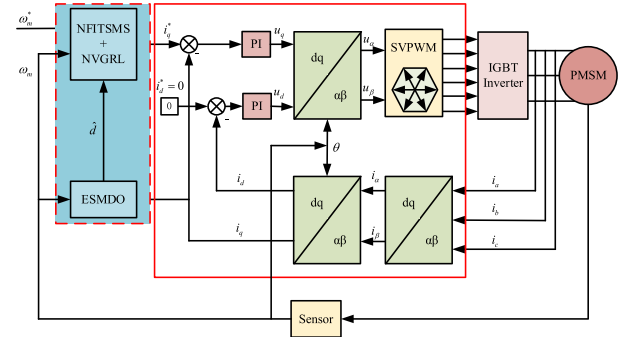 ω*m
NFITSMS
+
NVGRL
i*q
-
PI
uq
dq
αβ
uα
uβ
SVPWM
IGBT
Inverter
PMSM
ωm
i*d = 0
0
-
PI
ud
d̂
θ
ESMDO
id
iq
dq
αβ
iα
iβ
dq
αβ
ia
ib
ic
Sensor